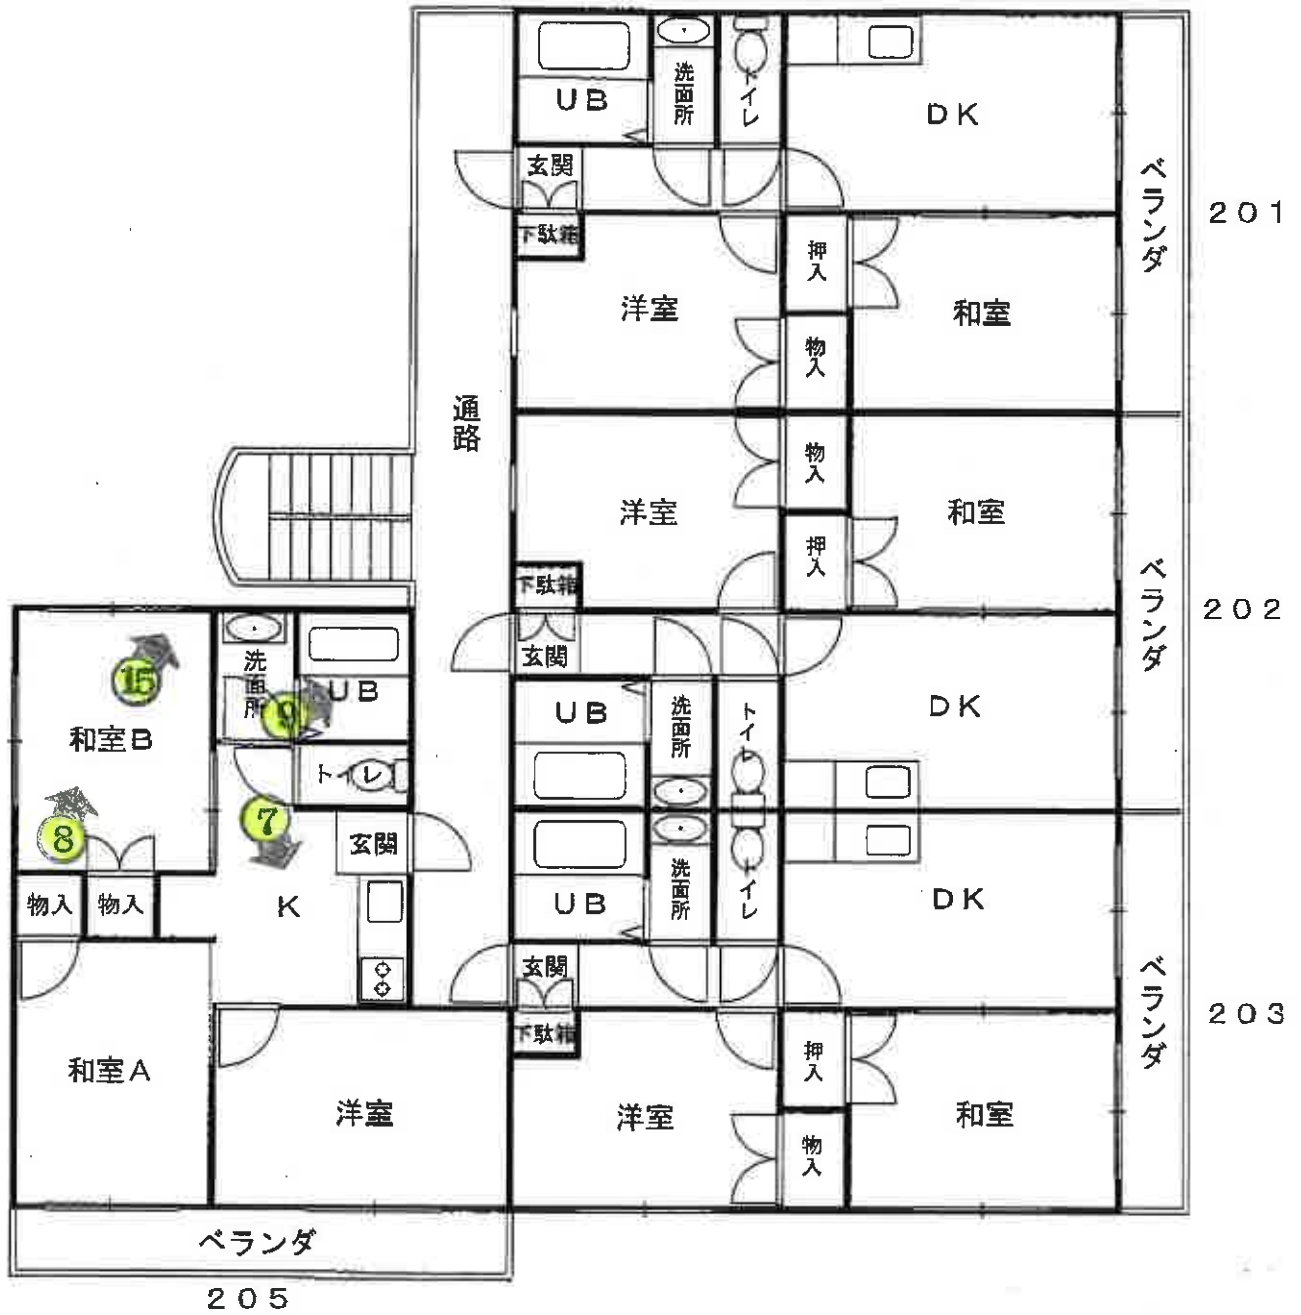 UB
洗面所
トイレ
DK
玄関
下駄箱
洋室
押入
物入
和室
ベランダ
201
通路
洋室
物入
押入
和室
下駄箱
玄関
UB
洗面所
トイレ
DK
ベランダ
202
UB
洗面所
トイレ
DK
玄関
下駄箱
洋室
押入
物入
和室
ベランダ
203
15
和室B
8
洗面所
9
UB
トイレ
7
玄関
物入
物入
K
和室A
洋室
ベランダ
205